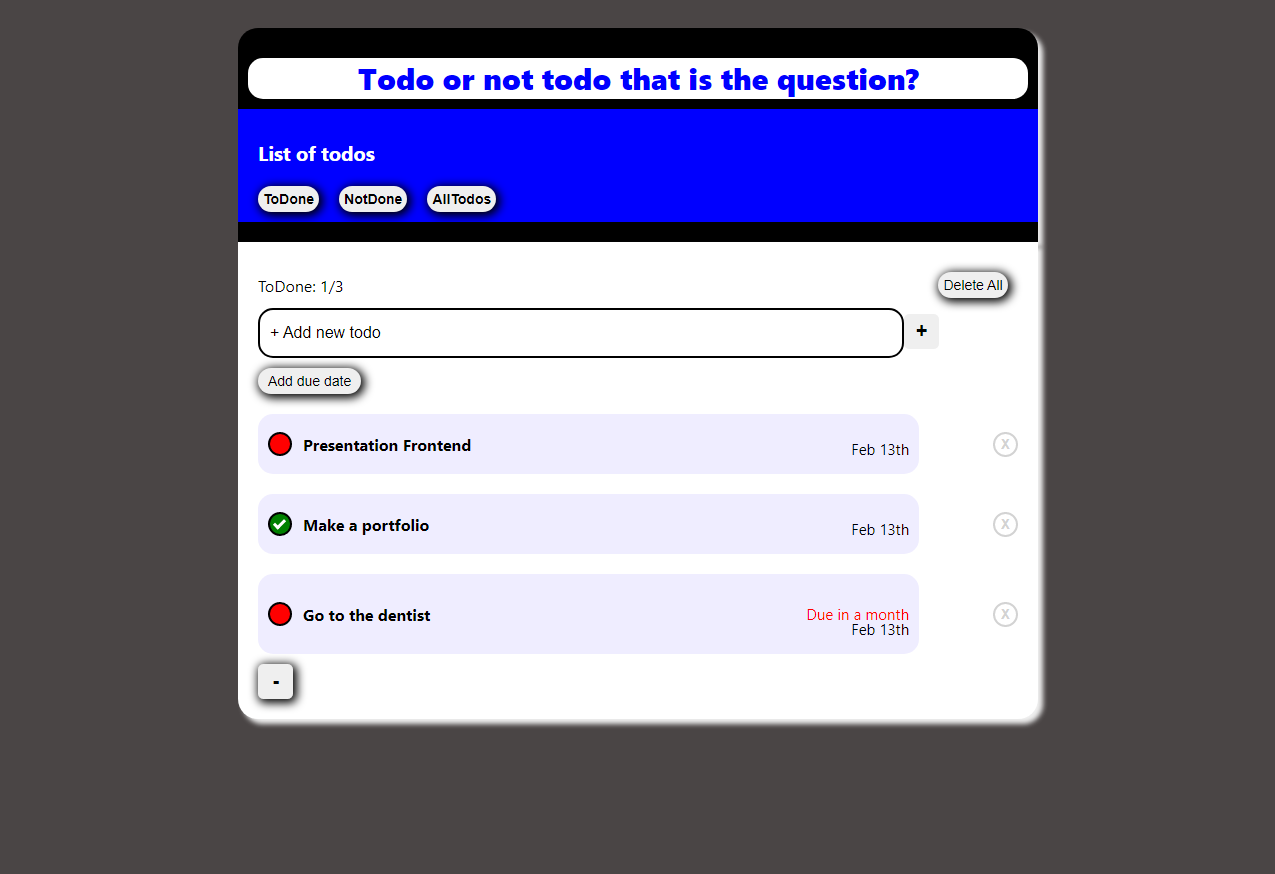 Todo or not todo that is the question?
List of todos
ToDone NotDone AllTodos
ToDone: 1/3 Delete All
+ Add new todo +
Add due date
Presentation Frontend Feb 13th X
Make a portfolio Feb 13th X
Go to the dentist Due in a month X
Feb 13th
-